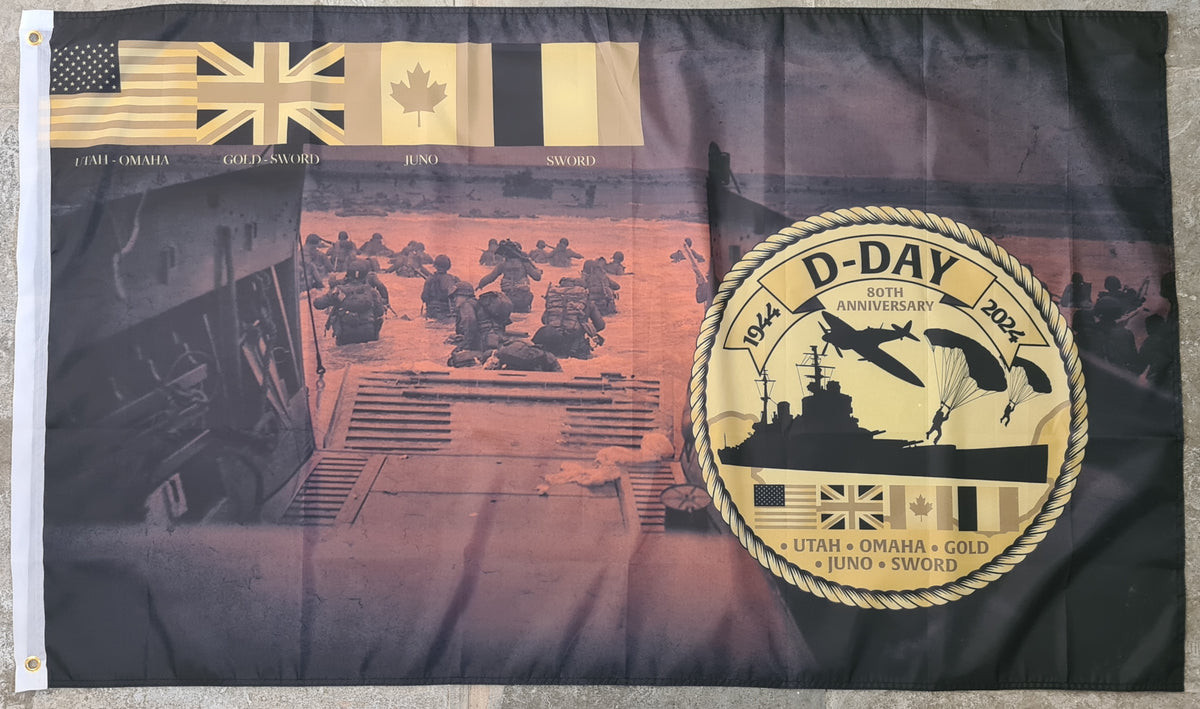 UTAH - OMAHA GOLD - SWORD JUNO SWORD
D-DAY
1944 2024
80TH
ANNIVERSARY
• UTAH • OMAHA • GOLD
• JUNO • SWORD